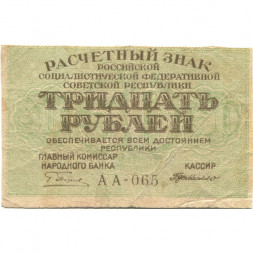 РАСЧЕТНЫЙ ЗНАК
РОССИЙСКОЙ
СОЦИАЛИСТИЧЕСКОЙ ФЕДЕРАТИВНОЙ
СОВЕТСКОЙ РЕСПУБЛИКИ
ТРИДЦАТЬ
РУБЛЕЙ
ОБЕСПЕЧИВАЕТСЯ ВСЕМ ДОСТОЯНИЕМ
РЕСПУБЛИКИ
ГЛАВНЫЙ КОМИССАР
НАРОДНОГО БАНКА
КАССИР
АА-065